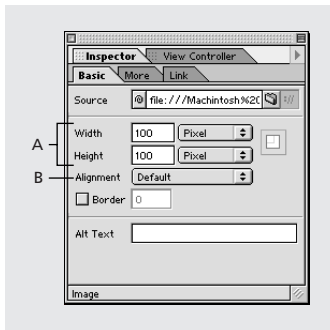 Inspector View Controller
Basic More Link
Source file:///Machintosh%2C ://
A
Width 100 Pixel
Height 100 Pixel
B Alignment Default
Border 0
Alt Text
Image